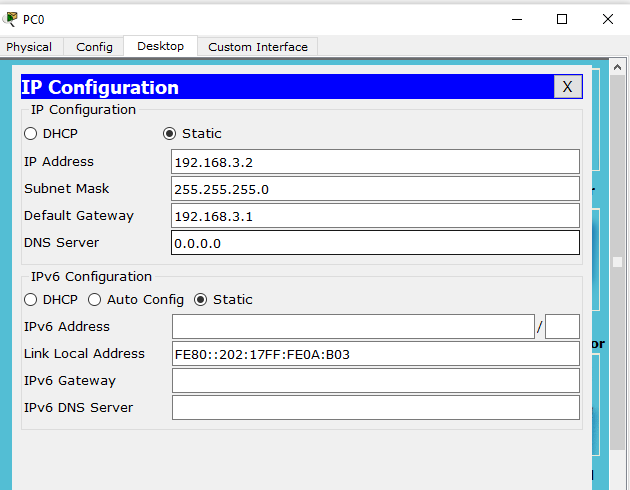 PC0
Physical Config Desktop Custom Interface
IP Configuration X
IP Configuration
DHCP Static
IP Address 192.168.3.2
Subnet Mask 255.255.255.0
Default Gateway 192.168.3.1
DNS Server 0.0.0.0
IPv6 Configuration
DHCP Auto Config Static
IPv6 Address /
Link Local Address FE80::202:17FF:FE0A:B03
IPv6 Gateway
IPv6 DNS Server